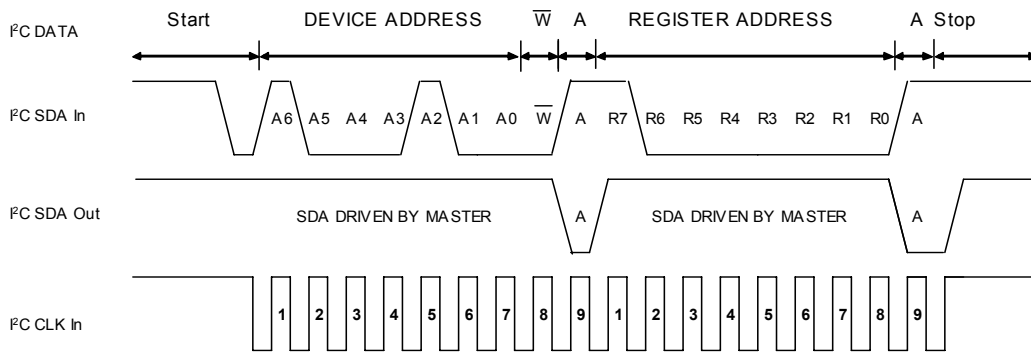 I²C DATA Start DEVICE ADDRESS W̅ A REGISTER ADDRESS A Stop
I²C SDA In A6 A5 A4 A3 A2 A1 A0 W̅ A R7 R6 R5 R4 R3 R2 R1 R0 A
I²C SDA Out SDA DRIVEN BY MASTER A SDA DRIVEN BY MASTER A
I²C CLK In 1 2 3 4 5 6 7 8 9 1 2 3 4 5 6 7 8 9